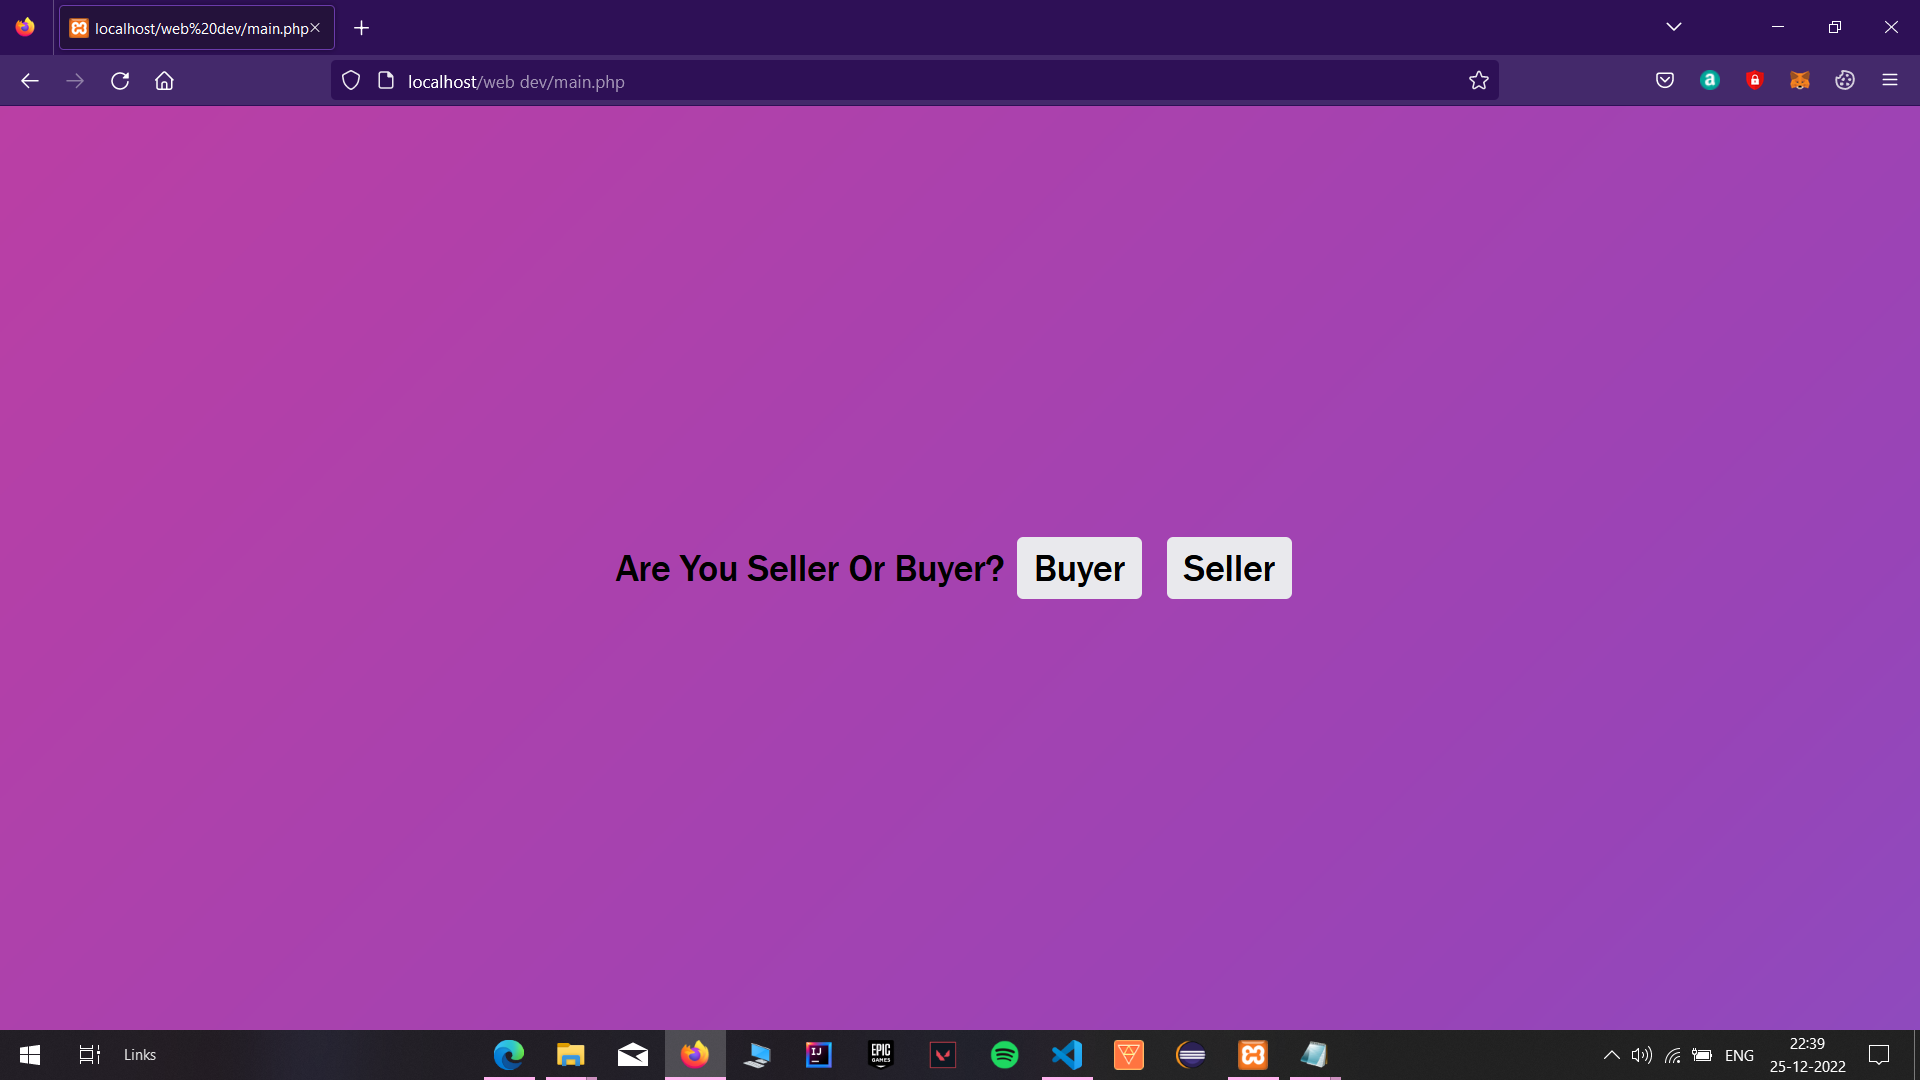 localhost/web%20dev/main.php
localhost/web dev/main.php
Are You Seller Or Buyer? Buyer Seller
Links
IJ
EPIC
GAMES
ENG
22:39
25-12-2022